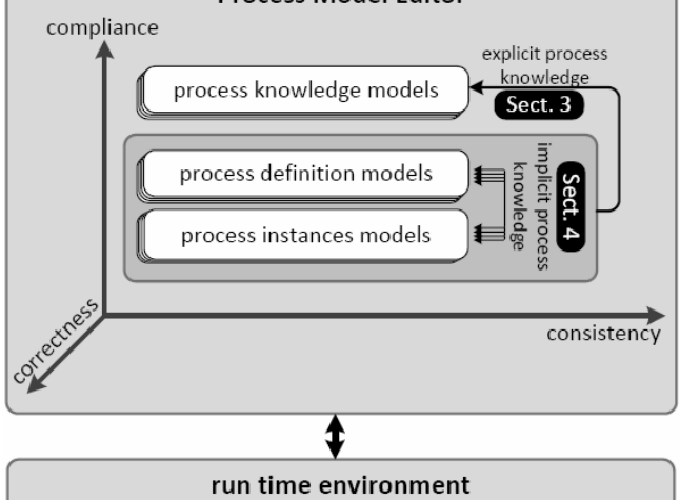 Process Model Editor
compliance
explicit process
knowledge
Sect. 3
process knowledge models
process definition models
process instances models
implicit process
knowledge
Sect. 4
correctness
consistency
run time environment